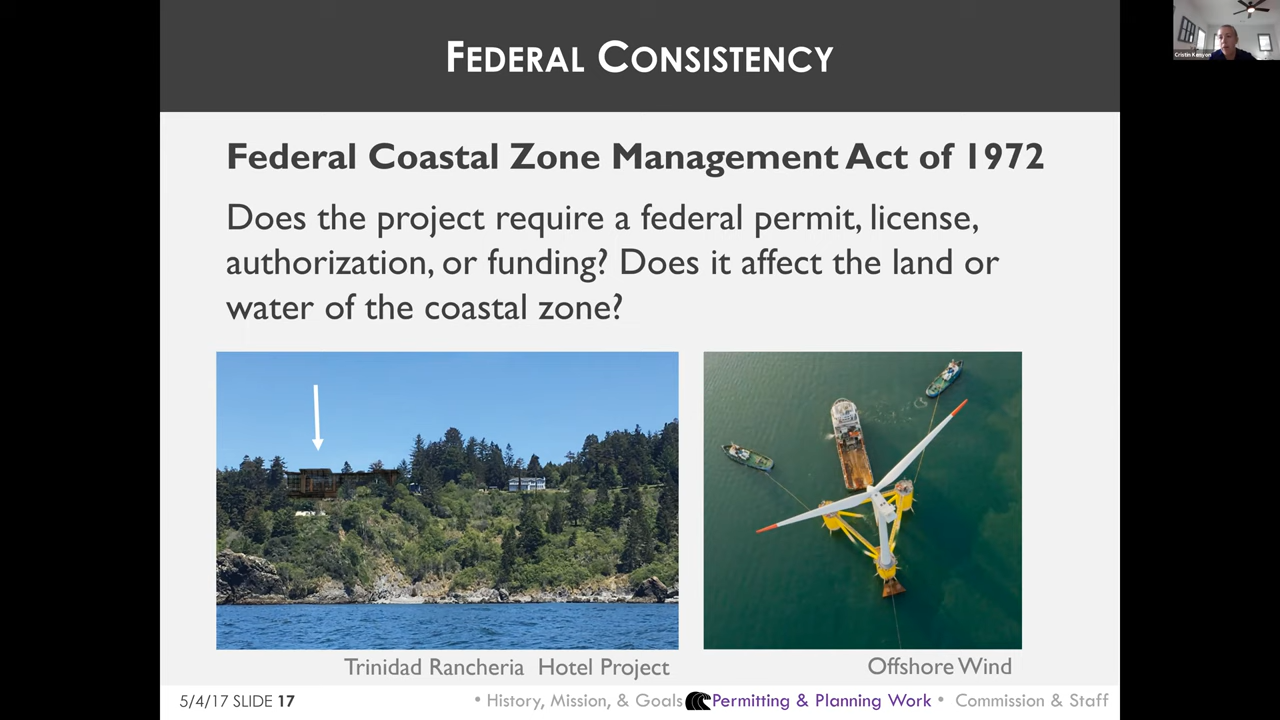 FEDERAL CONSISTENCY
Cristin Kenyon
Federal Coastal Zone Management Act of 1972
Does the project require a federal permit, license,
authorization, or funding? Does it affect the land or
water of the coastal zone?
Trinidad Rancheria Hotel Project
Offshore Wind
5/4/17 SLIDE 17
• History, Mission, & Goals Permitting & Planning Work • Commission & Staff